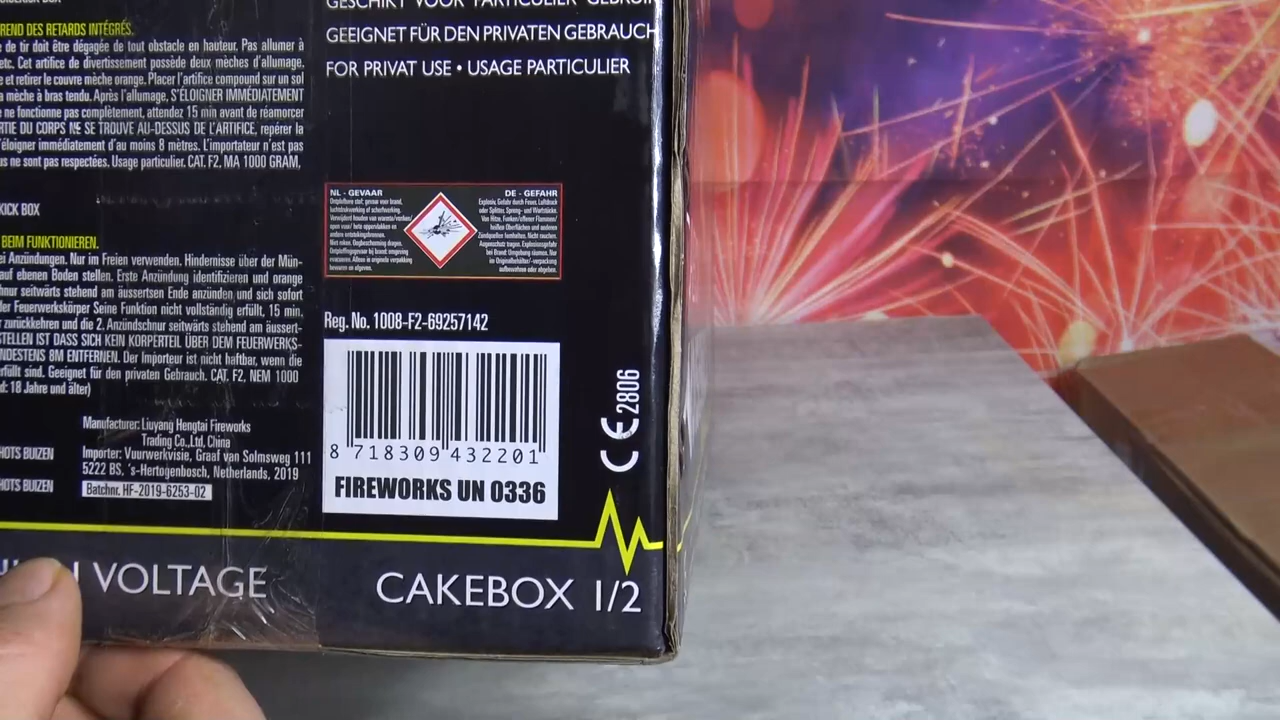 RIEND DES RETARDS INTÉGRÉS.
de tir doit être dégagée de tout obstacle en hauteur. Pas allumer à
etc. Cet artifice de divertissement possède deux mèches d'allumage.
e et retirer le couvre mèche orange. Placer l'artifice compound sur un sol
a mèche à bras tendu. Après l'allumage, S'ÉLOIGNER IMMÉDIATEMENT
ne fonctionne pas complètement, attendez 15 min avant de réamorcer
RTIE DU CORPS NE SE TROUVE AU-DESSUS DE L'ARTIFICE, repérer la
'éloigner immédiatement d'au moins 8 mètres. L'importateur n'est pas
us ne sont pas respectées. Usage particulier. CAT. F2, MA 1000 GRAM,
KICK BOX
BEIM FUNKTIONIEREN.
ei Anzündungen. Nur im Freien verwenden. Hindernisse über der Mün-
auf ebenen Boden stellen. Erste Anzündung identifizieren und orange
hnur seitwärts stehend am äussertsen Ende anzünden und sich sofort
der Feuerwerkskörper Seine Funktion nicht vollständig erfüllt, 15 min.
zurückkehren und die 2. Anzündschnur seitwärts stehend am äussert-
STELLEN IST DASS SICH KEIN KORPERTEIL ÜBER DEM FEUERWERKS-
NDESTENS 8M ENTFERNEN. Der Importeur ist nicht haftbar, wenn die
erfüllt sind. Geeignet für den privaten Gebrauch. CAT. F2, NEM 1000
d: 18 Jahre und älter)
Manufacturer: Liuyang Hengtai Fireworks
Trading Co.,Ltd, China
HOTS BUIZEN
Importer: Vuurwerkvisie, Graaf van Solmsweg 111
5222 BS, 's-Hertogenbosch, Netherlands, 2019
HOTS BUIZEN
Batchnr. HF-2019-6253-02
GESCHIKT VOOR PARTICULIER GEBRUIK
GEEIGNET FÜR DEN PRIVATEN GEBRAUCH
FOR PRIVAT USE • USAGE PARTICULIER
NL - GEVAAR
DE - GEFAHR
Reg. No. 1008-F2-69257142
8 718309 432201
FIREWORKS UN 0336
CE 2806
VOLTAGE
CAKEBOX 1/2